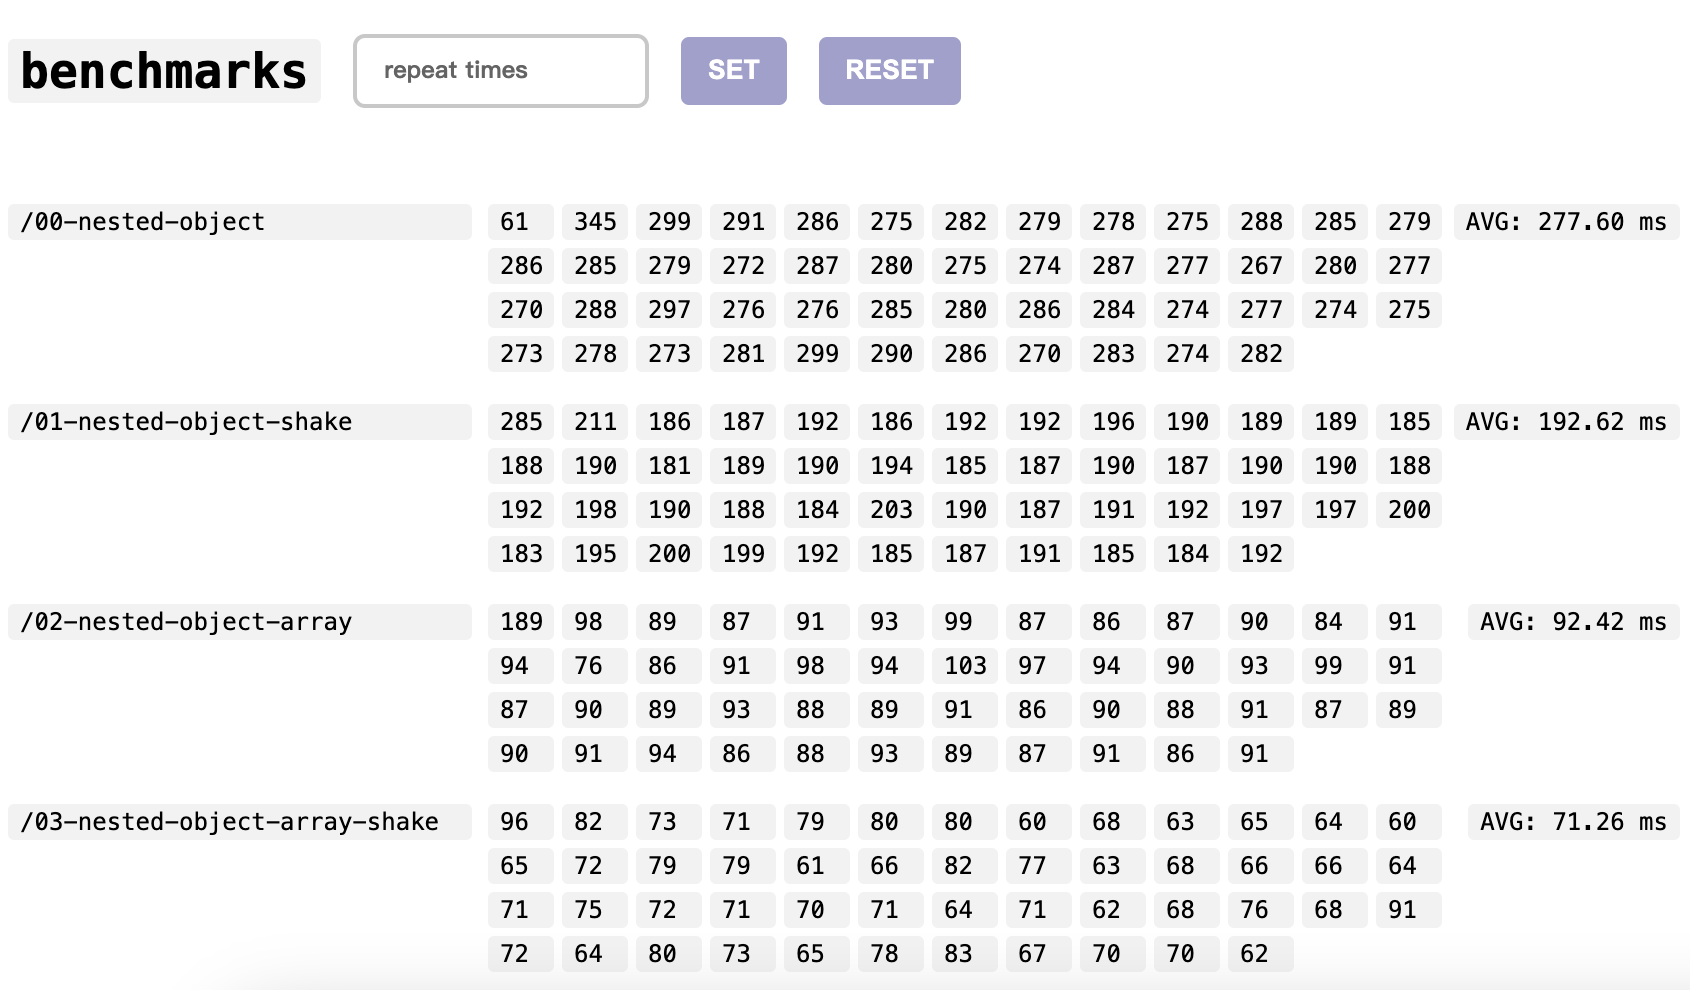 benchmarks repeat times SET RESET
/00-nested-object 61 345 299 291 286 275 282 279 278 275 288 285 279 AVG: 277.60 ms
286 285 279 272 287 280 275 274 287 277 267 280 277
270 288 297 276 276 285 280 286 284 274 277 274 275
273 278 273 281 299 290 286 270 283 274 282
/01-nested-object-shake 285 211 186 187 192 186 192 192 196 190 189 189 185 AVG: 192.62 ms
188 190 181 189 190 194 185 187 190 187 190 190 188
192 198 190 188 184 203 190 187 191 192 197 197 200
183 195 200 199 192 185 187 191 185 184 192
/02-nested-object-array 189 98 89 87 91 93 99 87 86 87 90 84 91 AVG: 92.42 ms
94 76 86 91 98 94 103 97 94 90 93 99 91
87 90 89 93 88 89 91 86 90 88 91 87 89
90 91 94 86 88 93 89 87 91 86 91
/03-nested-object-array-shake 96 82 73 71 79 80 80 60 68 63 65 64 60 AVG: 71.26 ms
65 72 79 79 61 66 82 77 63 68 66 66 64
71 75 72 71 70 71 64 71 62 68 76 68 91
72 64 80 73 65 78 83 67 70 70 62